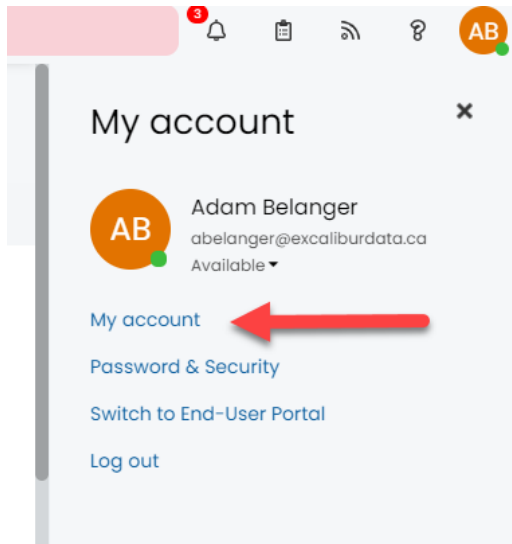 3
AB
My account
AB
Adam Belanger
abelanger@excaliburdata.ca
Available
My account
Password & Security
Switch to End-User Portal
Log out